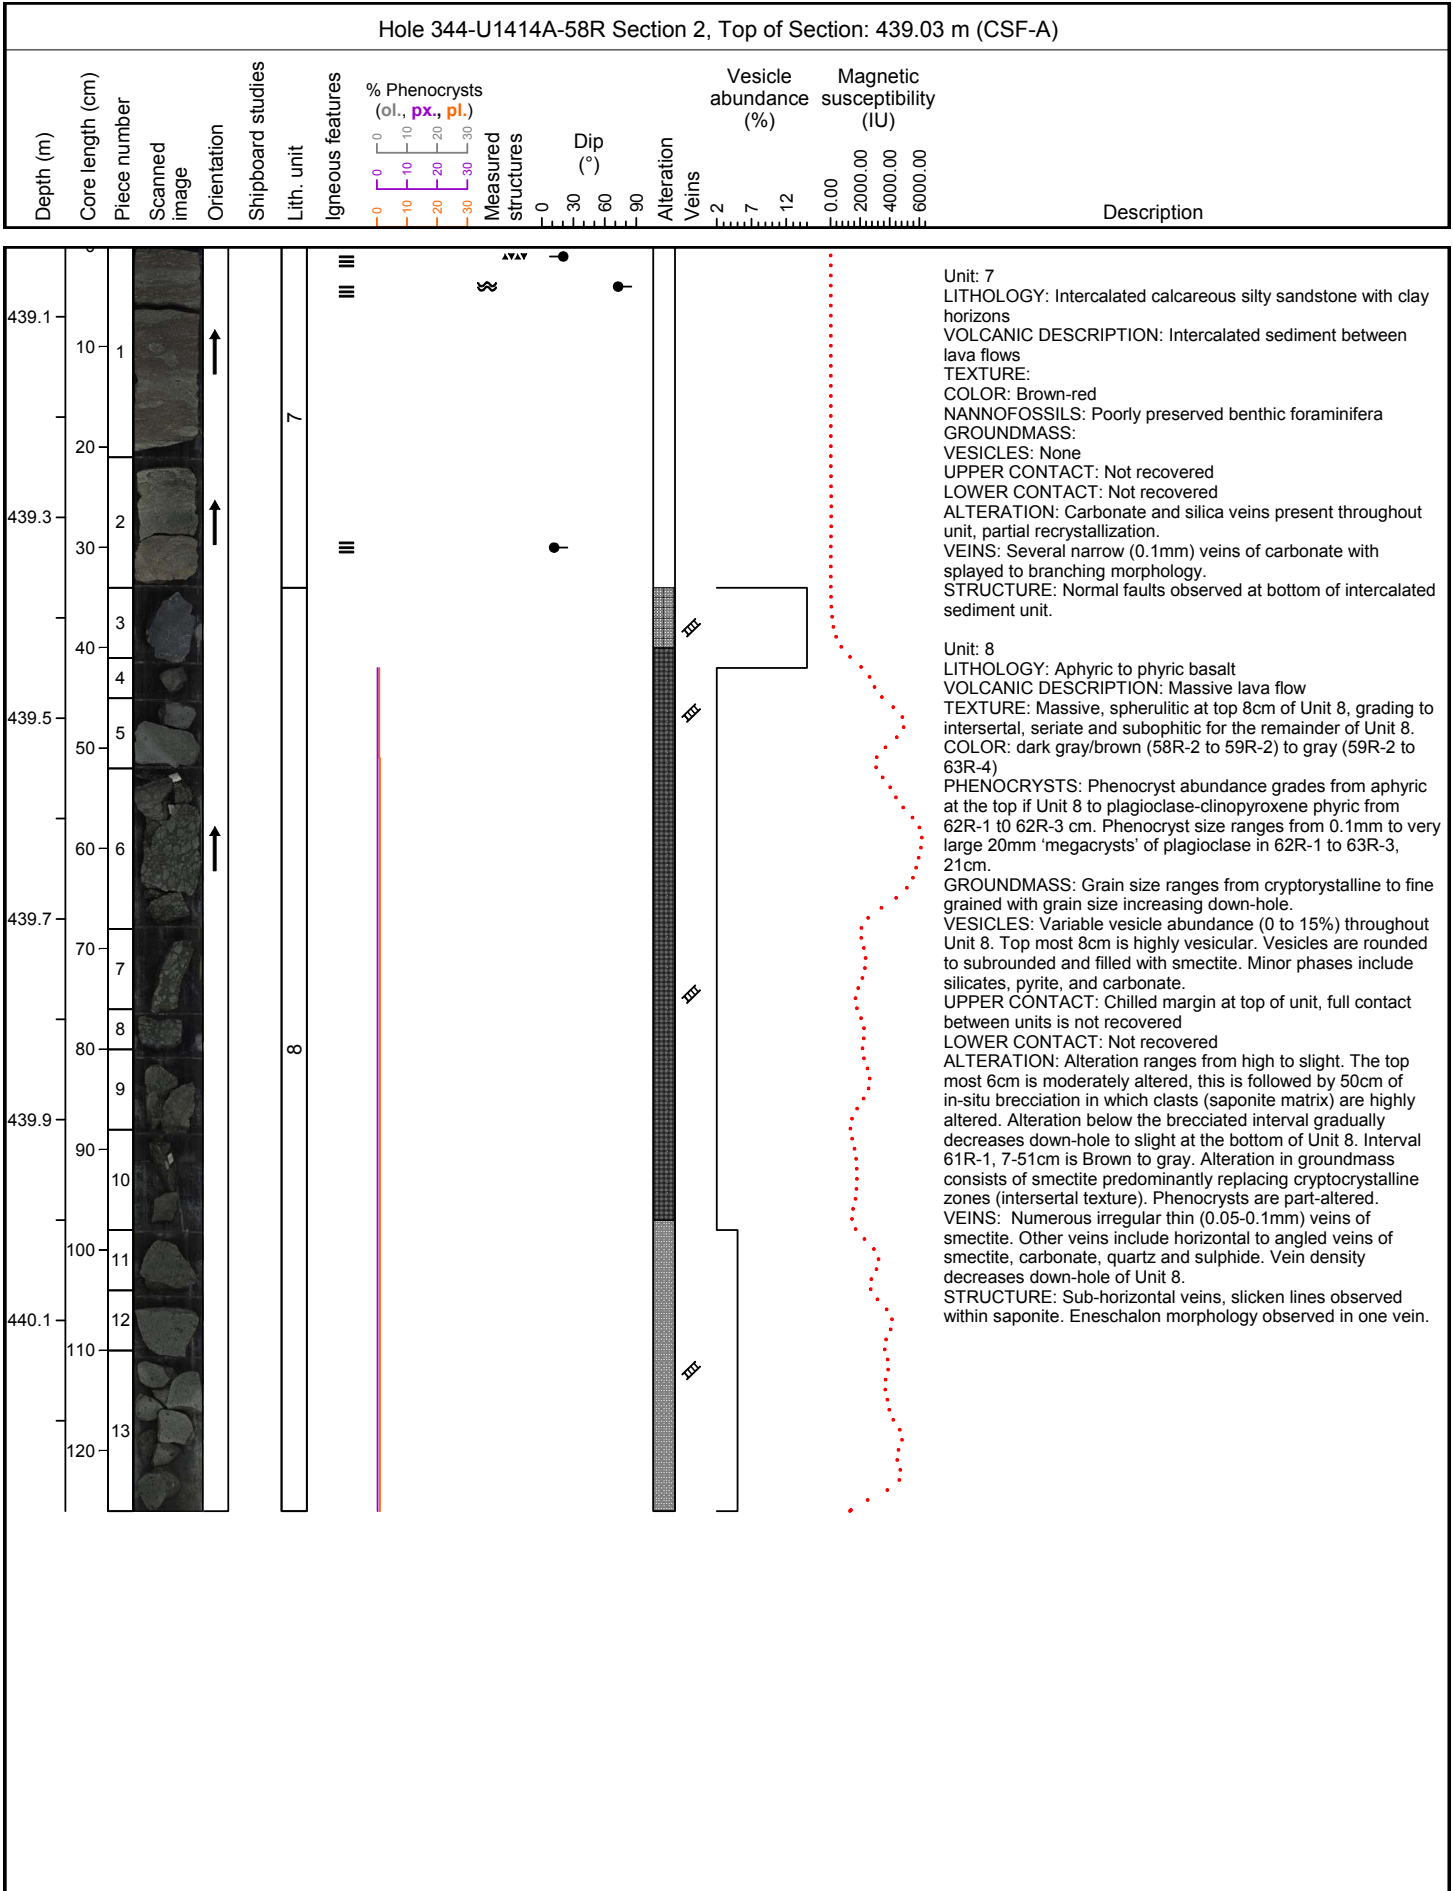 Hole 344-U1414A-58R Section 2, Top of Section: 439.03 m (CSF-A)
Depth (m)
Core length (cm)
Piece number
Scanned
image
Orientation
Shipboard studies
Lith. unit
Igneous features
% Phenocrysts
(ol., px., pl.)
0 10 20 30
0 10 20 30
0 10 20 30
Measured
structures
Dip
(°)
0 30 60 90
Alteration
Veins
Vesicle
abundance
(%)
2 7 12
Magnetic
susceptibility
(IU)
0.00 2000.00 4000.00 6000.00
Description
439.1
439.3
439.5
439.7
439.9
440.1
10
20
30
40
50
60
70
80
90
100
110
120
1
2
3
4
5
6
7
8
9
10
11
12
13
7
8
Unit: 7
LITHOLOGY: Intercalated calcareous silty sandstone with clay
horizons
VOLCANIC DESCRIPTION: Intercalated sediment between
lava flows
TEXTURE:
COLOR: Brown-red
NANNOFOSSILS: Poorly preserved benthic foraminifera
GROUNDMASS:
VESICLES: None
UPPER CONTACT: Not recovered
LOWER CONTACT: Not recovered
ALTERATION: Carbonate and silica veins present throughout
unit, partial recrystallization.
VEINS: Several narrow (0.1mm) veins of carbonate with
splayed to branching morphology.
STRUCTURE: Normal faults observed at bottom of intercalated
sediment unit.
Unit: 8
LITHOLOGY: Aphyric to phyric basalt
VOLCANIC DESCRIPTION: Massive lava flow
TEXTURE: Massive, spherulitic at top 8cm of Unit 8, grading to
intersertal, seriate and subophitic for the remainder of Unit 8.
COLOR: dark gray/brown (58R-2 to 59R-2) to gray (59R-2 to
63R-4)
PHENOCRYSTS: Phenocryst abundance grades from aphyric
at the top if Unit 8 to plagioclase-clinopyroxene phyric from
62R-1 t0 62R-3 cm. Phenocryst size ranges from 0.1mm to very
large 20mm ‘megacrysts’ of plagioclase in 62R-1 to 63R-3,
21cm.
GROUNDMASS: Grain size ranges from cryptorystalline to fine
grained with grain size increasing down-hole.
VESICLES: Variable vesicle abundance (0 to 15%) throughout
Unit 8. Top most 8cm is highly vesicular. Vesicles are rounded
to subrounded and filled with smectite. Minor phases include
silicates, pyrite, and carbonate.
UPPER CONTACT: Chilled margin at top of unit, full contact
between units is not recovered
LOWER CONTACT: Not recovered
ALTERATION: Alteration ranges from high to slight. The top
most 6cm is moderately altered, this is followed by 50cm of
in-situ brecciation in which clasts (saponite matrix) are highly
altered. Alteration below the brecciated interval gradually
decreases down-hole to slight at the bottom of Unit 8. Interval
61R-1, 7-51cm is Brown to gray. Alteration in groundmass
consists of smectite predominantly replacing cryptocrystalline
zones (intersertal texture). Phenocrysts are part-altered.
VEINS:  Numerous irregular thin (0.05-0.1mm) veins of
smectite. Other veins include horizontal to angled veins of
smectite, carbonate, quartz and sulphide. Vein density
decreases down-hole of Unit 8.
STRUCTURE: Sub-horizontal veins, slicken lines observed
within saponite. Eneschalon morphology observed in one vein.